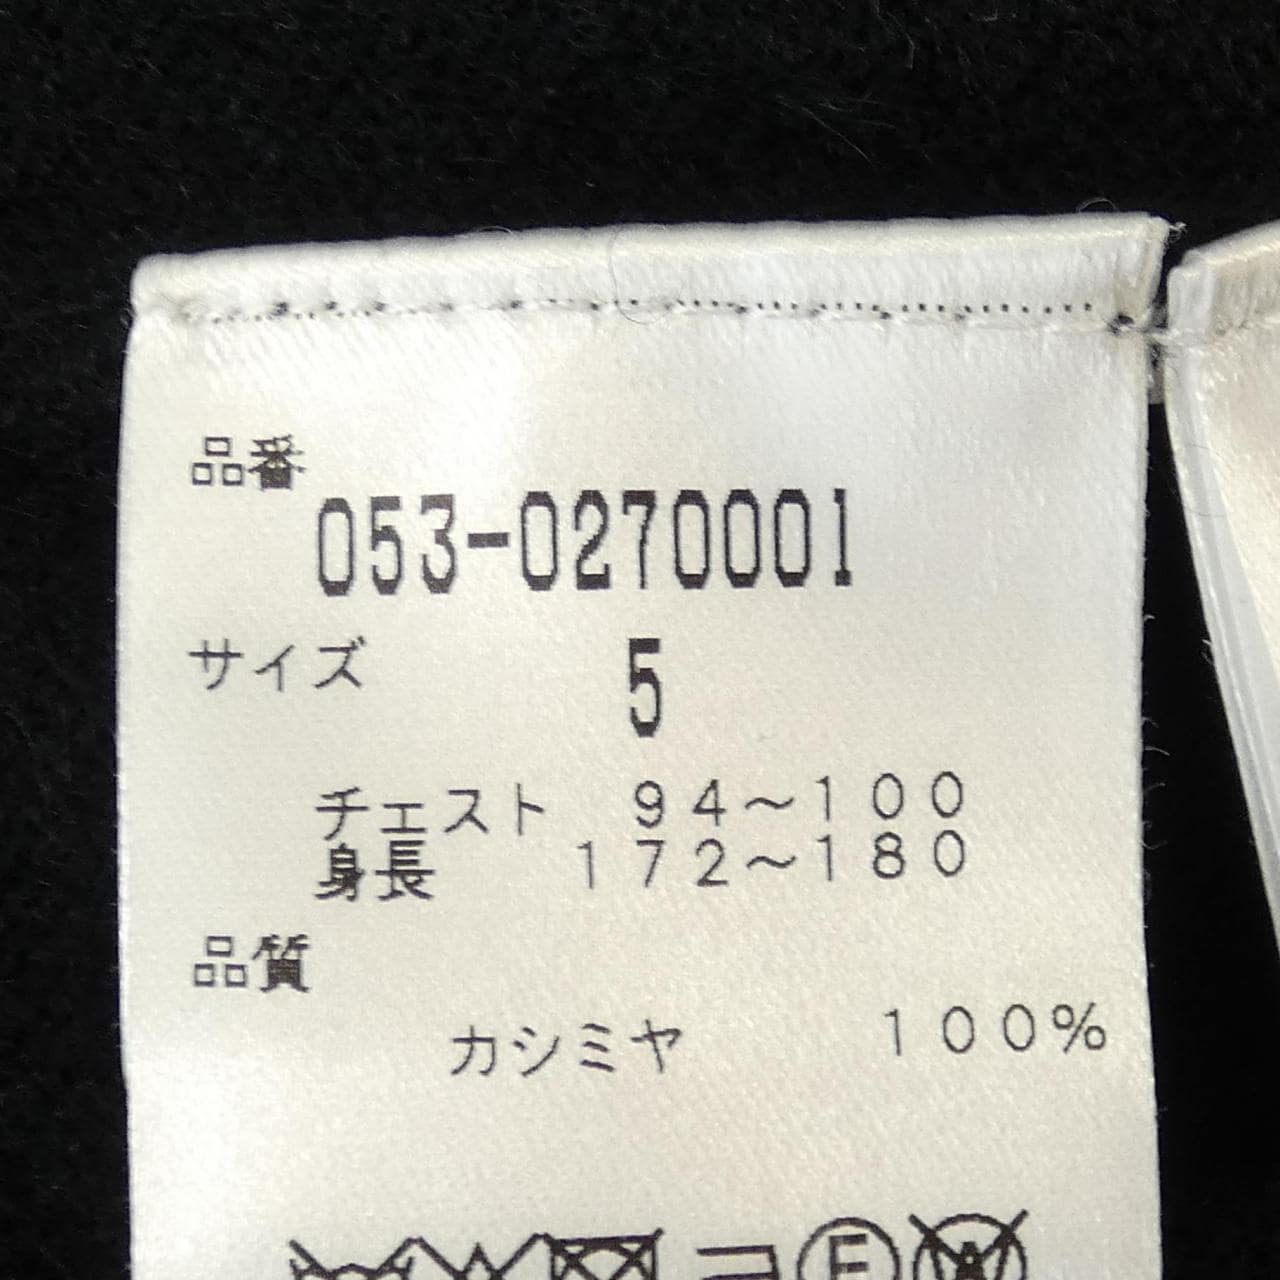 品番
053-0270001
サイズ 5
チェスト 94～100
身長 172～180
品質
カシミヤ 100%